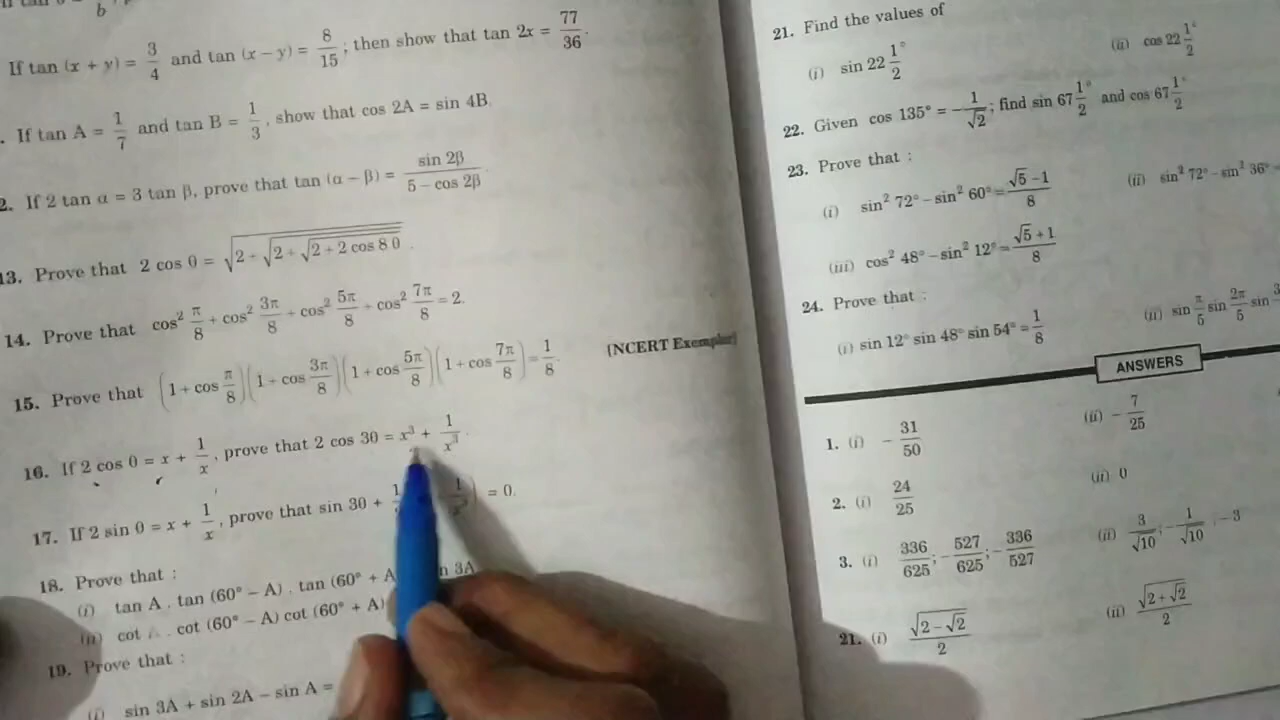 b
If tan (x + y) = 3/4 and tan (x − y) = 8/15; then show that tan 2x = 77/36.
. If tan A = 1/7 and tan B = 1/3, show that cos 2A = sin 4B.
2. If 2 tan α = 3 tan β, prove that tan (α − β) = sin 2β / (5 − cos 2β)
13. Prove that 2 cos θ = √(2 + √(2 + √(2 + 2 cos 8θ))).
14. Prove that cos² π/8 + cos² 3π/8 + cos² 5π/8 + cos² 7π/8 = 2.
15. Prove that (1 + cos π/8)(1 + cos 3π/8)(1 + cos 5π/8)(1 + cos 7π/8) = 1/8.
[NCERT Exemplar]
16. If 2 cos θ = x + 1/x, prove that 2 cos 3θ = x³ + 1/x³.
17. If 2 sin θ = x + 1/x, prove that sin 3θ + 1/ 1/x³) = 0.
18. Prove that :
(i) tan A . tan (60° − A) . tan (60° + A n 3A
(ii) cot . cot (60° − A) cot (60° + A)
19. Prove that :
(i) sin 3A + sin 2A − sin A =
21. Find the values of
(i) sin 22 1/2° (ii) cos 22 1/2°
22. Given cos 135° = −1/√2; find sin 67 1/2° and cos 67 1/2°
23. Prove that :
(i) sin² 72° − sin² 60° = (√5 − 1)/8 (ii) sin² 72° − sin² 36° =
(iii) cos² 48° − sin² 12° = (√5 + 1)/8
24. Prove that :
(i) sin 12° sin 48° sin 54° = 1/8 (ii) sin π/5 sin 2π/5 sin 3
ANSWERS
1. (i) −31/50 (ii) −7/25
2. (i) 24/25 (ii) 0
3. (i) 336/625; −527/625; −336/527 (ii) 3/√10; −1/√10; −3
21. (i) √(2 − √2)/2 (ii) √(2 + √2)/2